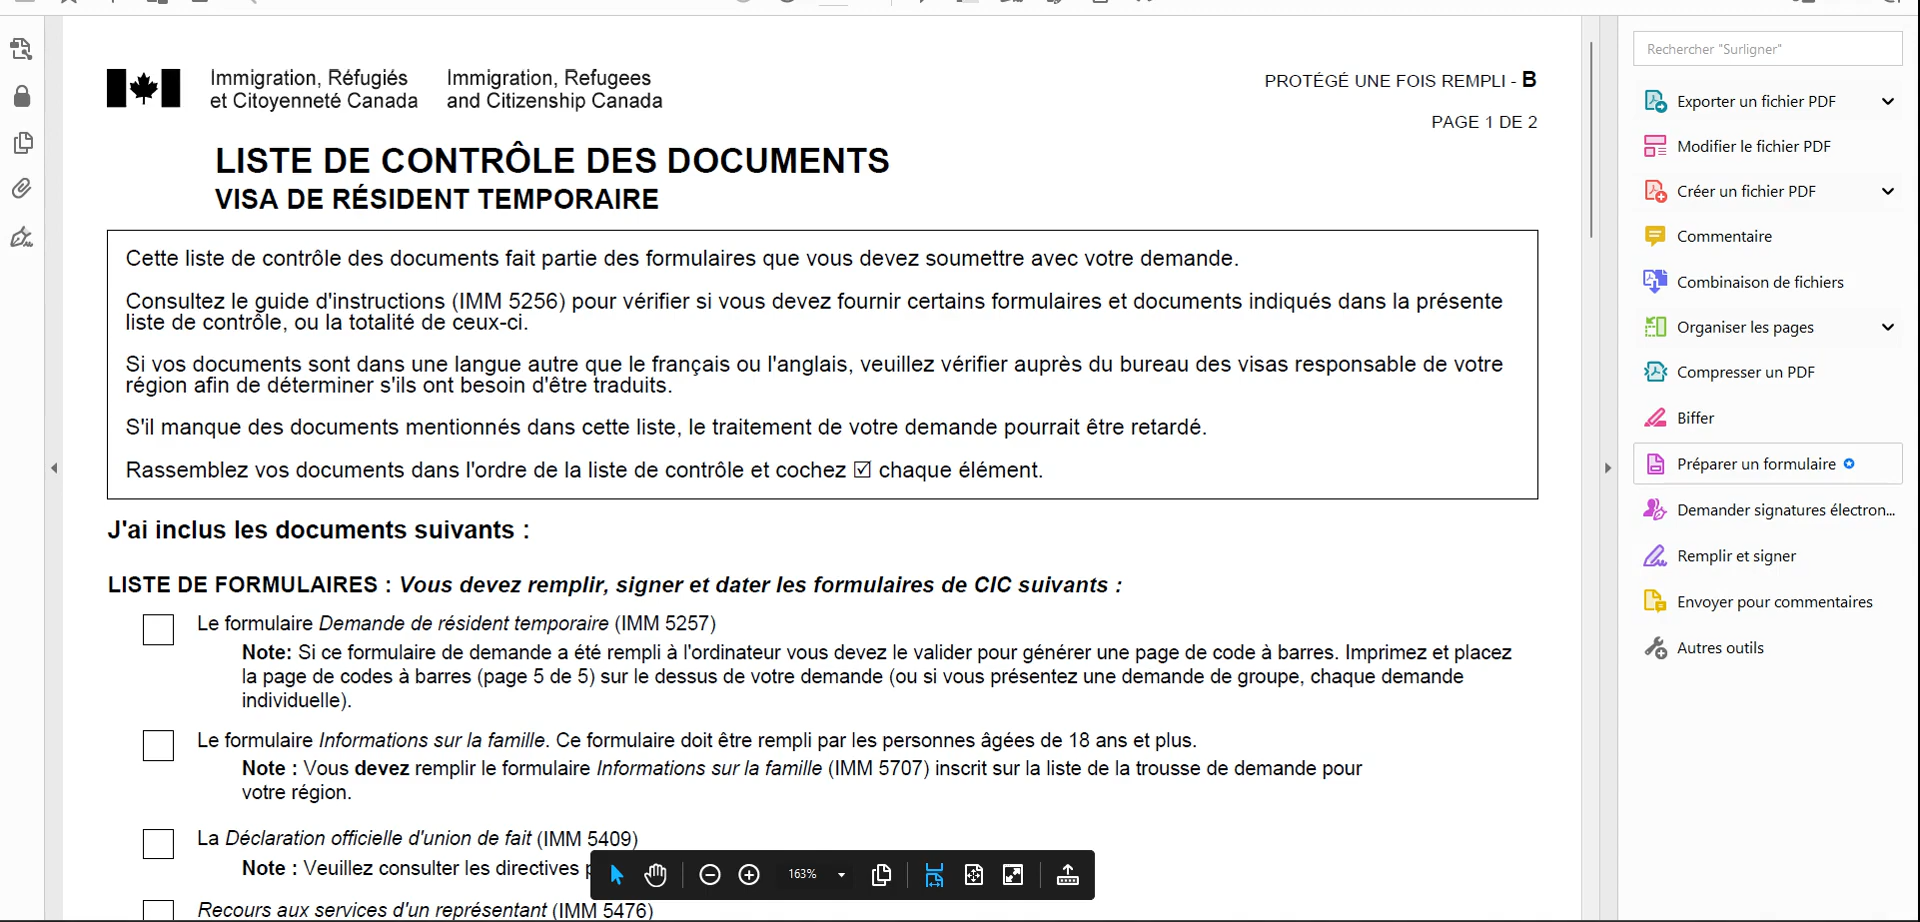 Immigration, Réfugiés
et Citoyenneté Canada
Immigration, Refugees
and Citizenship Canada
PROTÉGÉ UNE FOIS REMPLI - B
PAGE 1 DE 2
LISTE DE CONTRÔLE DES DOCUMENTS
VISA DE RÉSIDENT TEMPORAIRE
Cette liste de contrôle des documents fait partie des formulaires que vous devez soumettre avec votre demande.
Consultez le guide d'instructions (IMM 5256) pour vérifier si vous devez fournir certains formulaires et documents indiqués dans la présente
liste de contrôle, ou la totalité de ceux-ci.
Si vos documents sont dans une langue autre que le français ou l'anglais, veuillez vérifier auprès du bureau des visas responsable de votre
région afin de déterminer s'ils ont besoin d'être traduits.
S'il manque des documents mentionnés dans cette liste, le traitement de votre demande pourrait être retardé.
Rassemblez vos documents dans l'ordre de la liste de contrôle et cochez ☑ chaque élément.
J'ai inclus les documents suivants :
LISTE DE FORMULAIRES : Vous devez remplir, signer et dater les formulaires de CIC suivants :
Le formulaire Demande de résident temporaire (IMM 5257)
Note: Si ce formulaire de demande a été rempli à l'ordinateur vous devez le valider pour générer une page de code à barres. Imprimez et placez
la page de codes à barres (page 5 de 5) sur le dessus de votre demande (ou si vous présentez une demande de groupe, chaque demande
individuelle).
Le formulaire Informations sur la famille. Ce formulaire doit être rempli par les personnes âgées de 18 ans et plus.
Note : Vous devez remplir le formulaire Informations sur la famille (IMM 5707) inscrit sur la liste de la trousse de demande pour
votre région.
La Déclaration officielle d'union de fait (IMM 5409)
Note : Veuillez consulter les directives
Recours aux services d'un représentant (IMM 5476)
163%
Rechercher "Surligner"
Exporter un fichier PDF
Modifier le fichier PDF
Créer un fichier PDF
Commentaire
Combinaison de fichiers
Organiser les pages
Compresser un PDF
Biffer
Préparer un formulaire
Demander signatures électron...
Remplir et signer
Envoyer pour commentaires
Autres outils